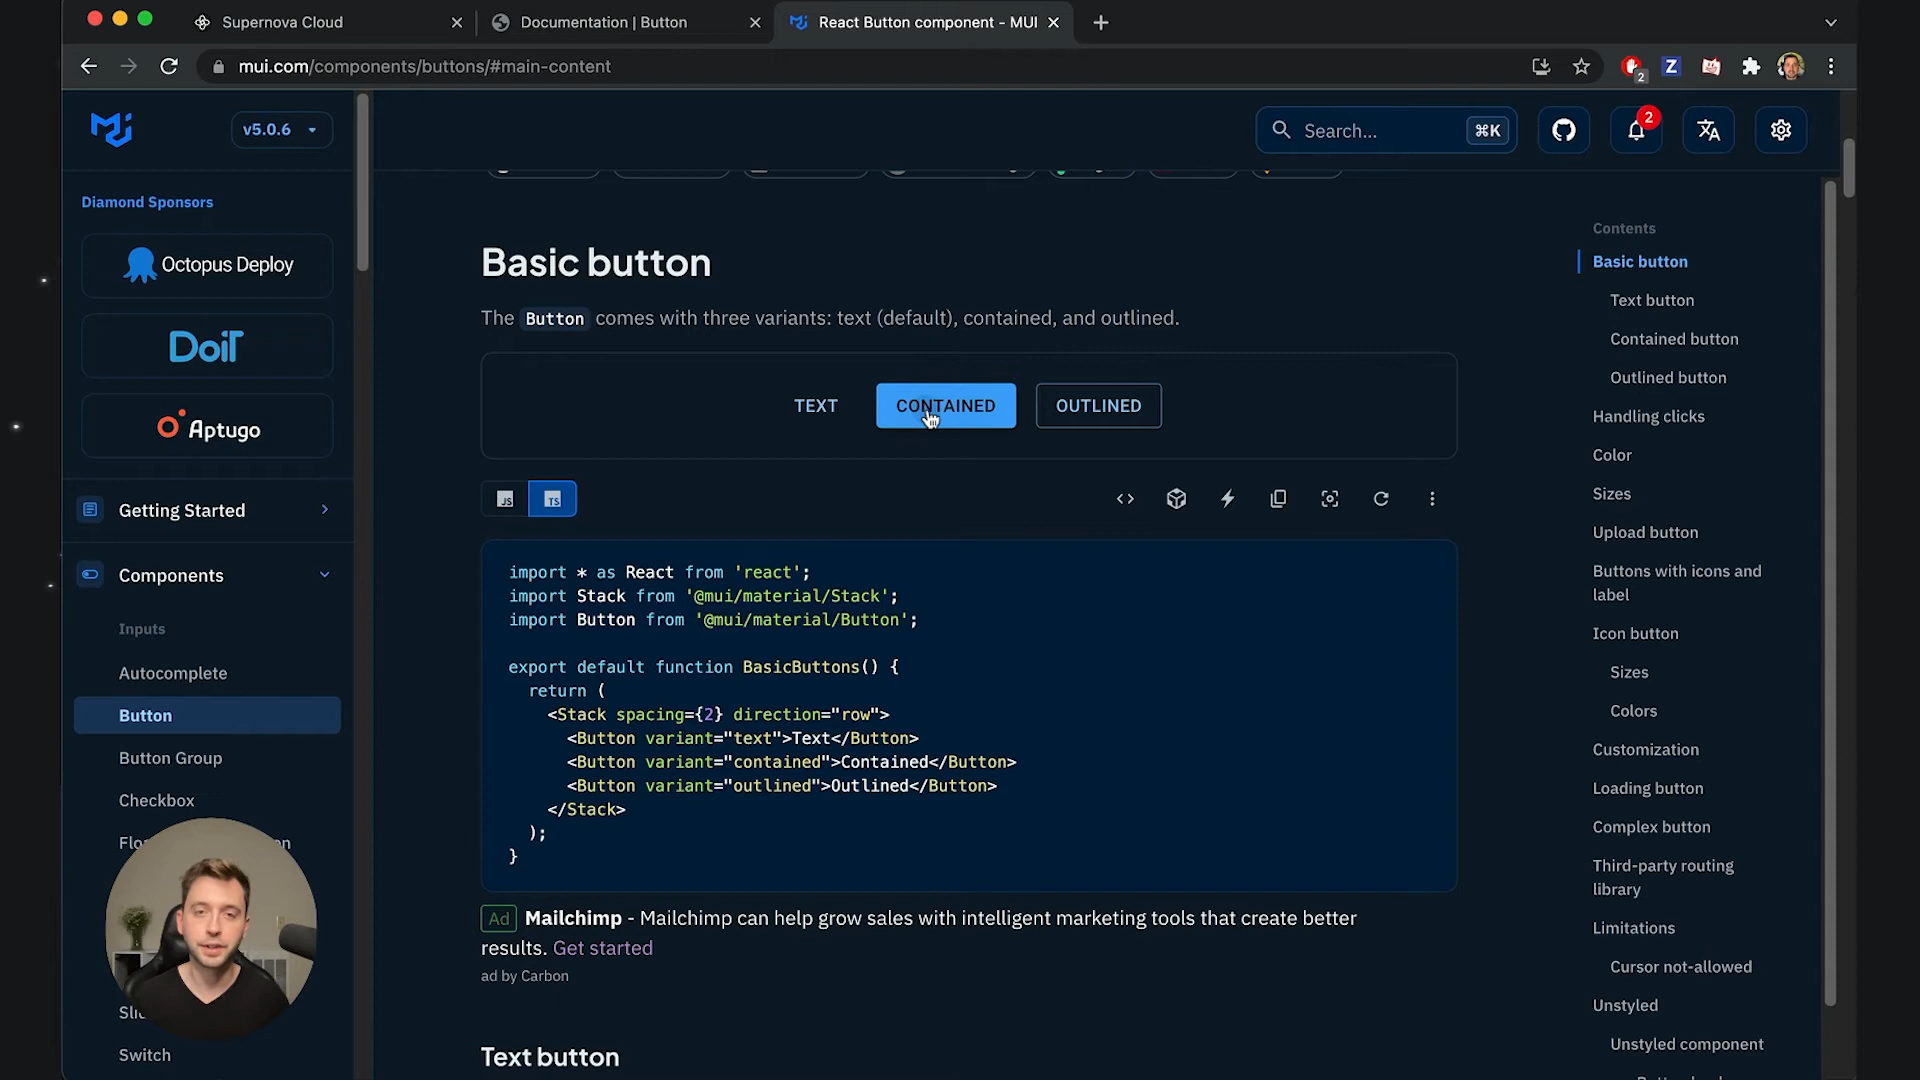 Supernova Cloud
Documentation | Button
React Button component - MUI
mui.com/components/buttons/#main-content
2
Z
v5.0.6
Search...
⌘K
2
Diamond Sponsors
Octopus Deploy
DoiT
Aptugo
Getting Started
Components
Inputs
Autocomplete
Button
Button Group
Checkbox
Switch
Basic button
The Button comes with three variants: text (default), contained, and outlined.
TEXT
CONTAINED
OUTLINED
JS
TS
import * as React from 'react';
import Stack from '@mui/material/Stack';
import Button from '@mui/material/Button';
export default function BasicButtons() {
return (
<Stack spacing={2} direction="row">
<Button variant="text">Text</Button>
<Button variant="contained">Contained</Button>
<Button variant="outlined">Outlined</Button>
</Stack>
);
}
Ad Mailchimp - Mailchimp can help grow sales with intelligent marketing tools that create better
results. Get started
ad by Carbon
Text button
Contents
Basic button
Text button
Contained button
Outlined button
Handling clicks
Color
Sizes
Upload button
Buttons with icons and
label
Icon button
Sizes
Colors
Customization
Loading button
Complex button
Third-party routing
library
Limitations
Cursor not-allowed
Unstyled
Unstyled component